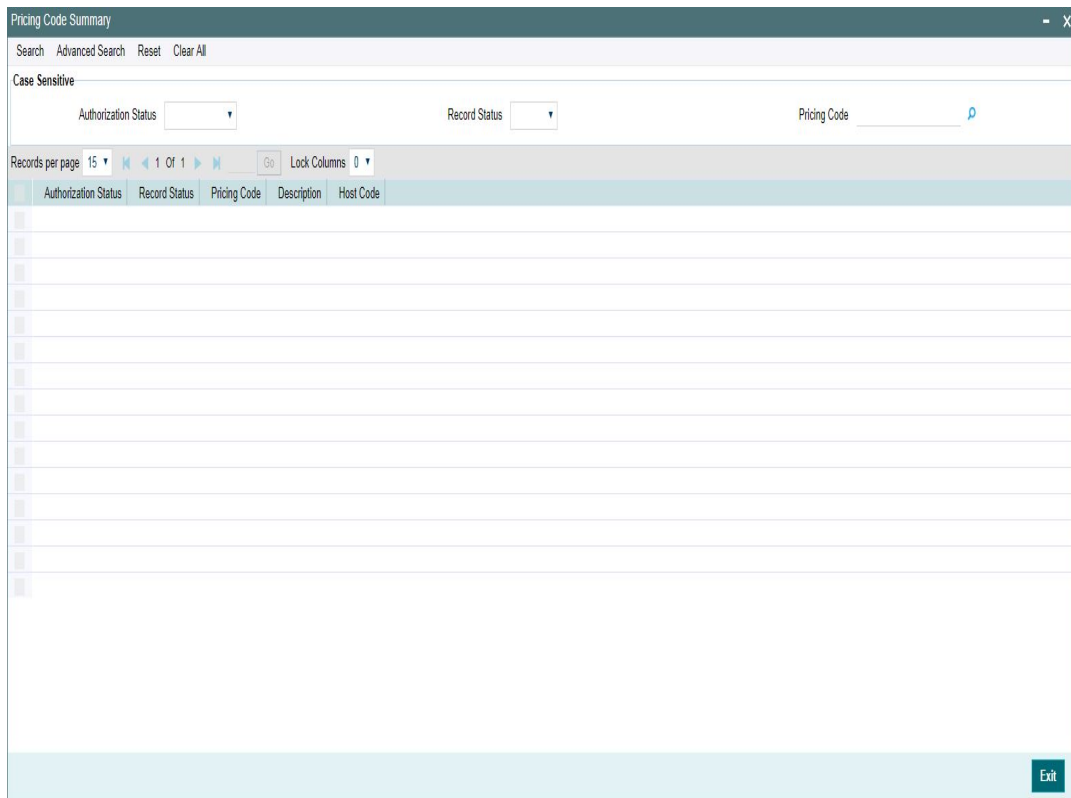 Pricing Code Summary - X
Search Advanced Search Reset Clear All
Case Sensitive
Authorization Status Record Status Pricing Code
Records per page 15 1 Of 1 Go Lock Columns 0
Authorization Status Record Status Pricing Code Description Host Code
Exit